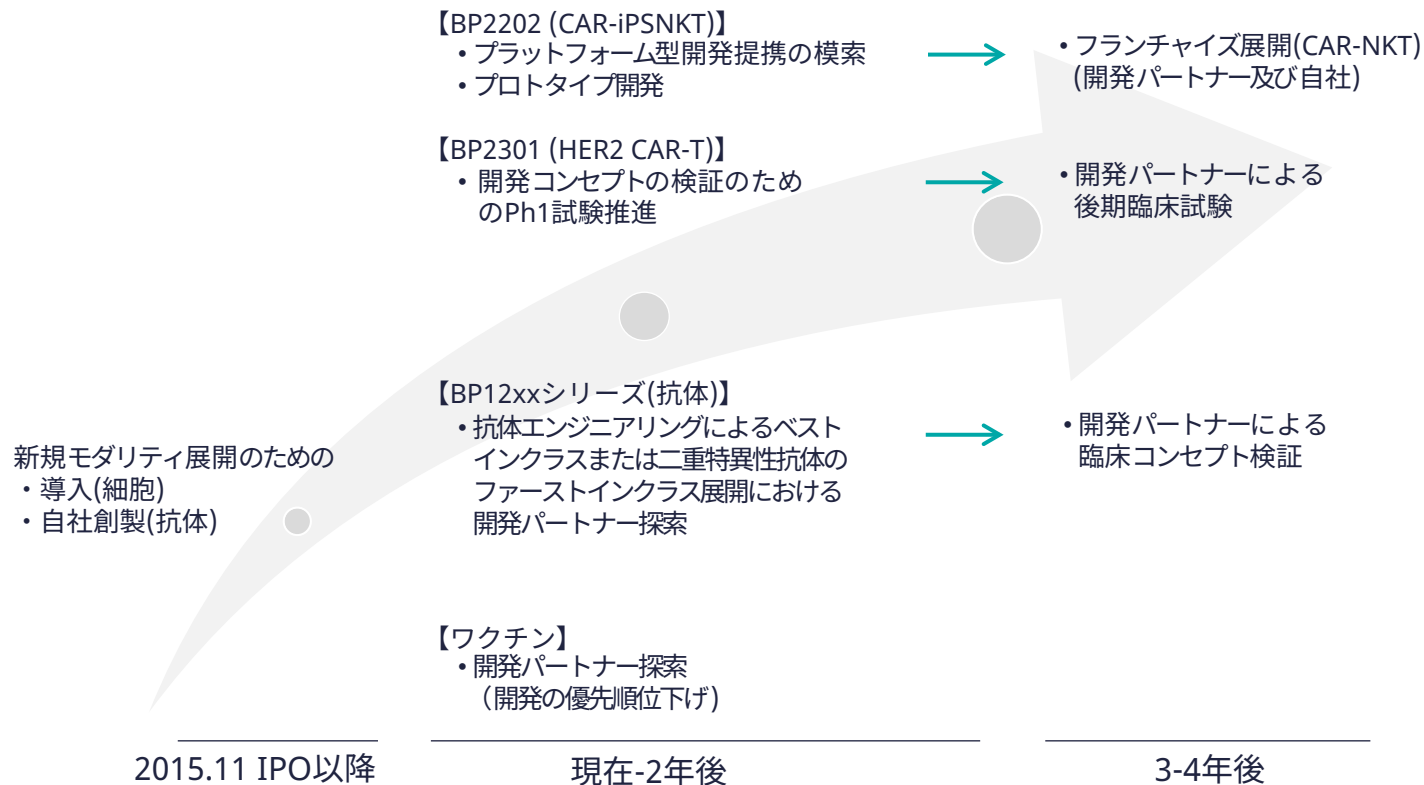 【BP2202 (CAR-iPSNKT)】
• プラットフォーム型開発提携の模索
• プロトタイプ開発
• フランチャイズ展開(CAR-NKT)
(開発パートナー及び自社)
【BP2301 (HER2 CAR-T)】
• 開発コンセプトの検証のため
のPh1試験推進
• 開発パートナーによる
後期臨床試験
【BP12xxシリーズ(抗体)】
• 抗体エンジニアリングによるベスト
インクラスまたは二重特異性抗体の
ファーストインクラス展開における
開発パートナー探索
• 開発パートナーによる
臨床コンセプト検証
新規モダリティ展開のための
・導入(細胞)
・自社創製(抗体)
【ワクチン】
• 開発パートナー探索
（開発の優先順位下げ)
2015.11 IPO以降
現在-2年後
3-4年後